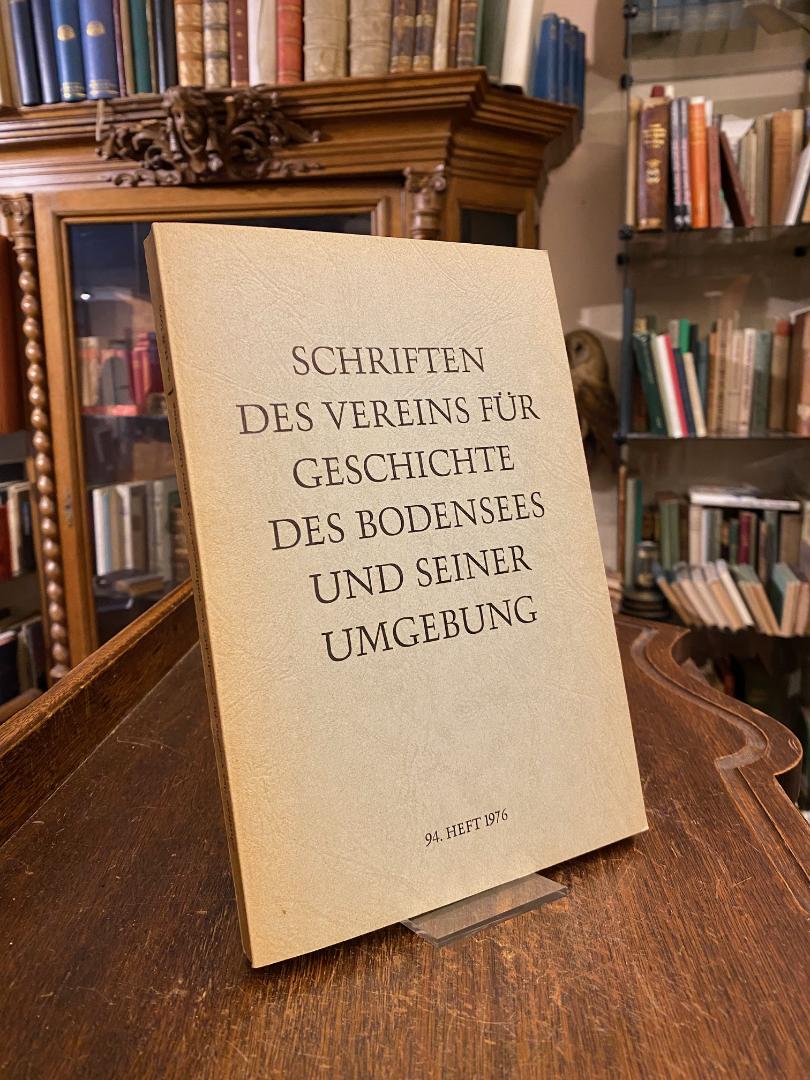 SCHRIFTEN
DES VEREINS FÜR
GESCHICHTE
DES BODENSEES
UND SEINER
UMGEBUNG
94. HEFT 1976